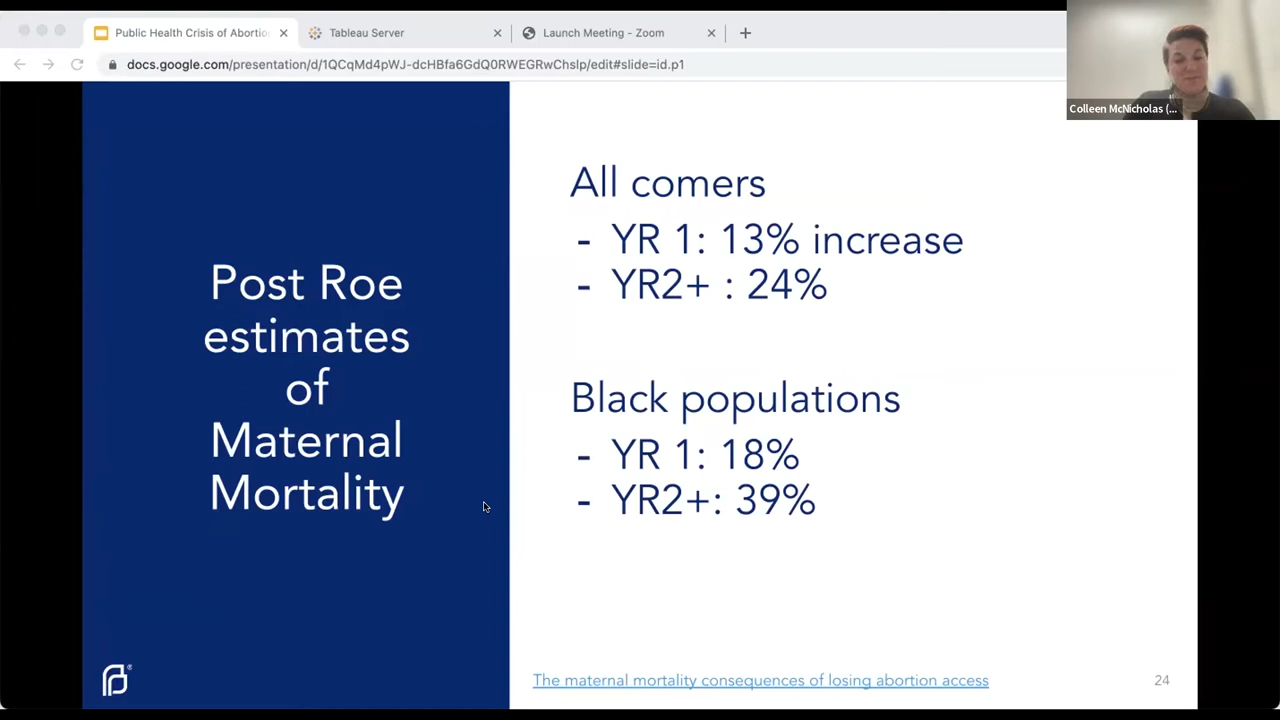 Public Health Crisis of Abortio
Tableau Server
Launch Meeting - Zoom
docs.google.com/presentation/d/1QCqMd4pWJ-dcHBfa6GdQ0RWEGRwChslp/edit#slide=id.p1
Colleen McNicholas (...
Post Roe
estimates
of
Maternal
Mortality
All comers
- YR 1: 13% increase
- YR2+ : 24%
Black populations
- YR 1: 18%
- YR2+: 39%
The maternal mortality consequences of losing abortion access
24